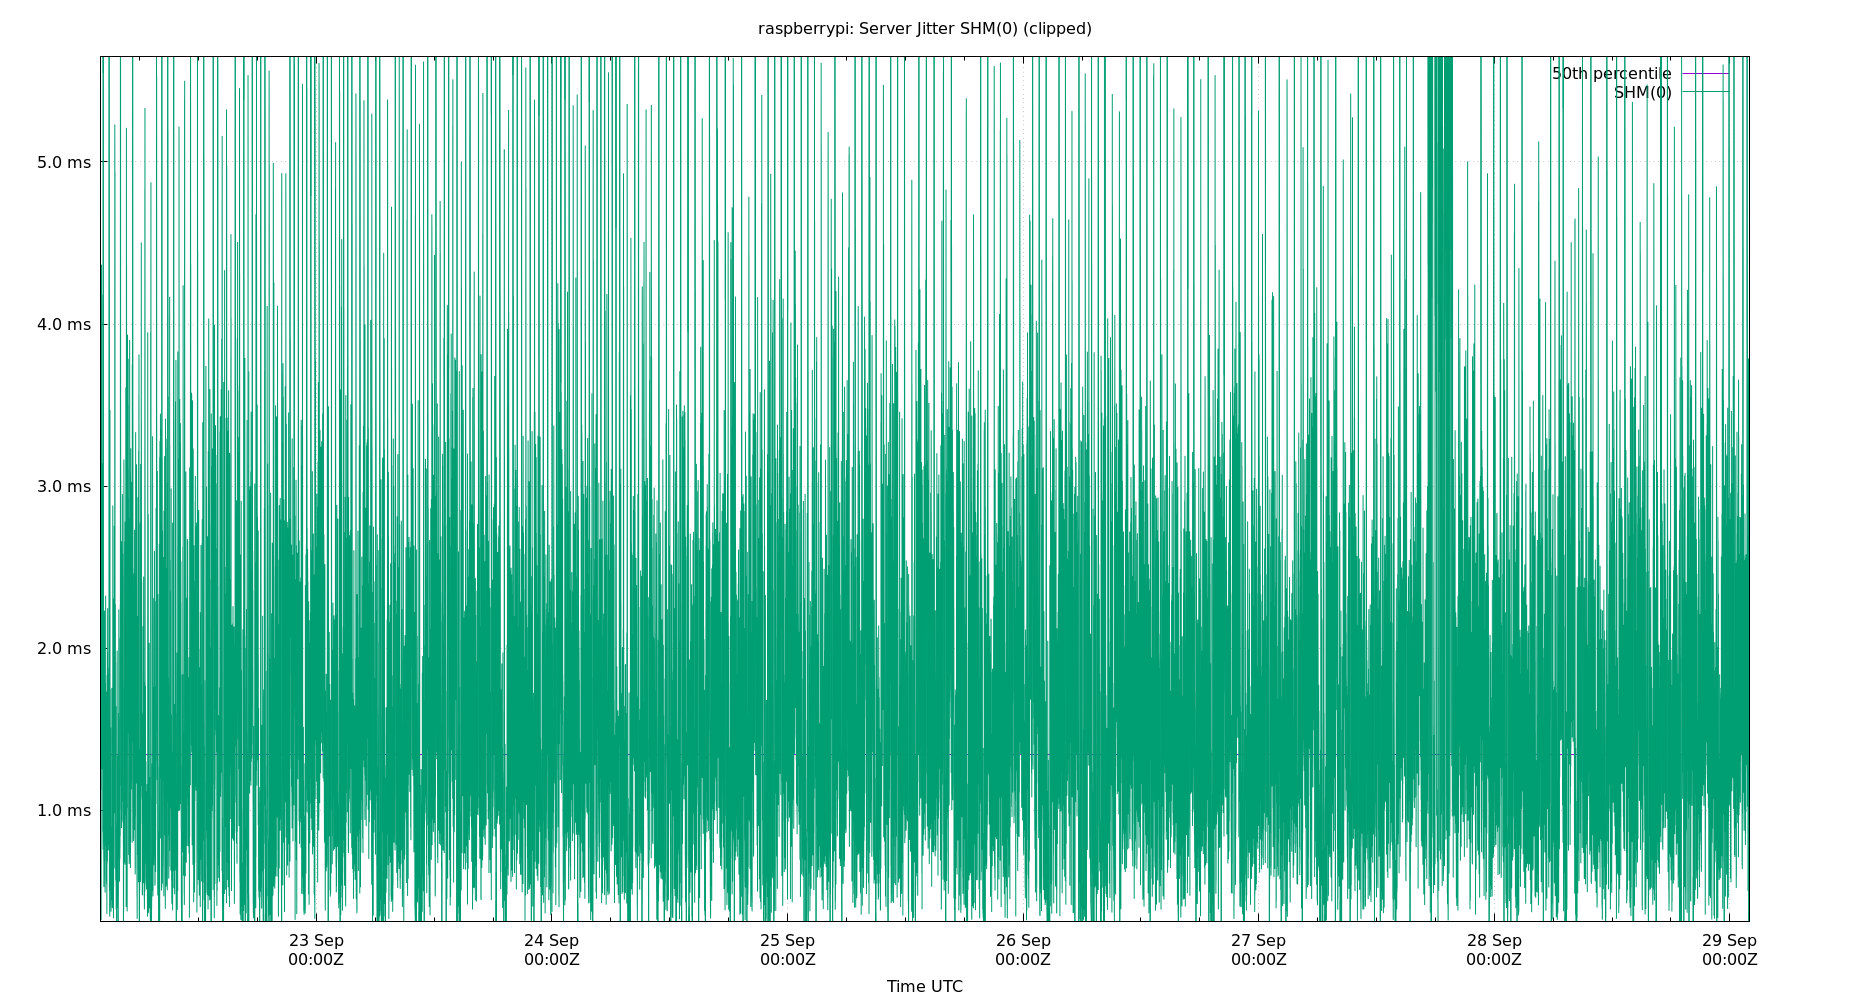 raspberrypi: Server Jitter SHM(0) (clipped)
50th percentile
SHM(0)
5.0 ms
4.0 ms
3.0 ms
2.0 ms
1.0 ms
23 Sep
00:00Z
24 Sep
00:00Z
25 Sep
00:00Z
26 Sep
00:00Z
27 Sep
00:00Z
28 Sep
00:00Z
29 Sep
00:00Z
Time UTC